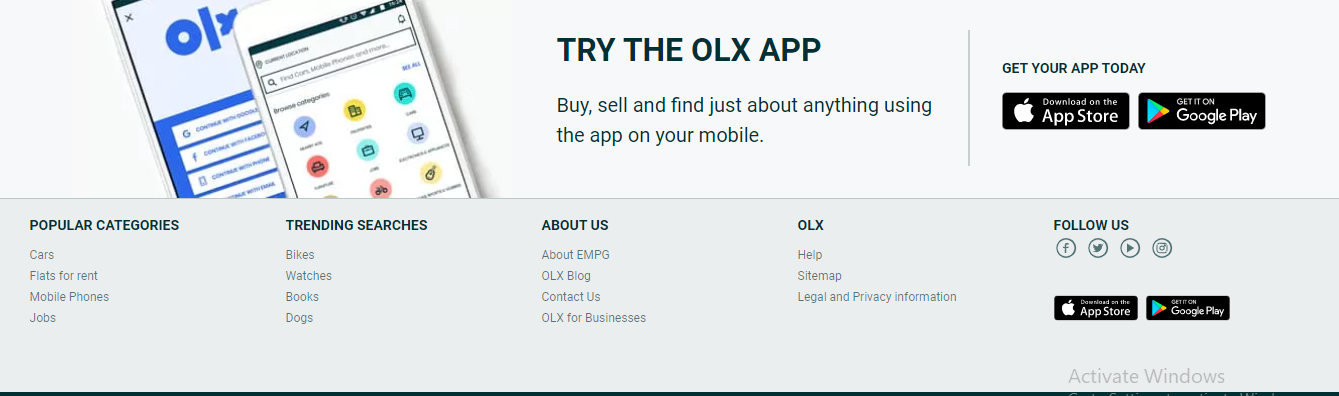 olx
CONTINUE WITH GOOGLE
CONTINUE WITH FACEBOOK
CONTINUE WITH PHONE
CONTINUE WITH EMAIL
CURRENT LOCATION
Find Cars, Mobile Phones and more...
Browse categories
SEE ALL
CARS
FURNITURE
JOBS
TRY THE OLX APP
Buy, sell and find just about anything using
the app on your mobile.
GET YOUR APP TODAY
Download on the
App Store
GET IT ON
Google Play
POPULAR CATEGORIES
Cars
Flats for rent
Mobile Phones
Jobs
TRENDING SEARCHES
Bikes
Watches
Books
Dogs
ABOUT US
About EMPG
OLX Blog
Contact Us
OLX for Businesses
OLX
Help
Sitemap
Legal and Privacy information
FOLLOW US
Download on the
App Store
GET IT ON
Google Play
Activate Windows